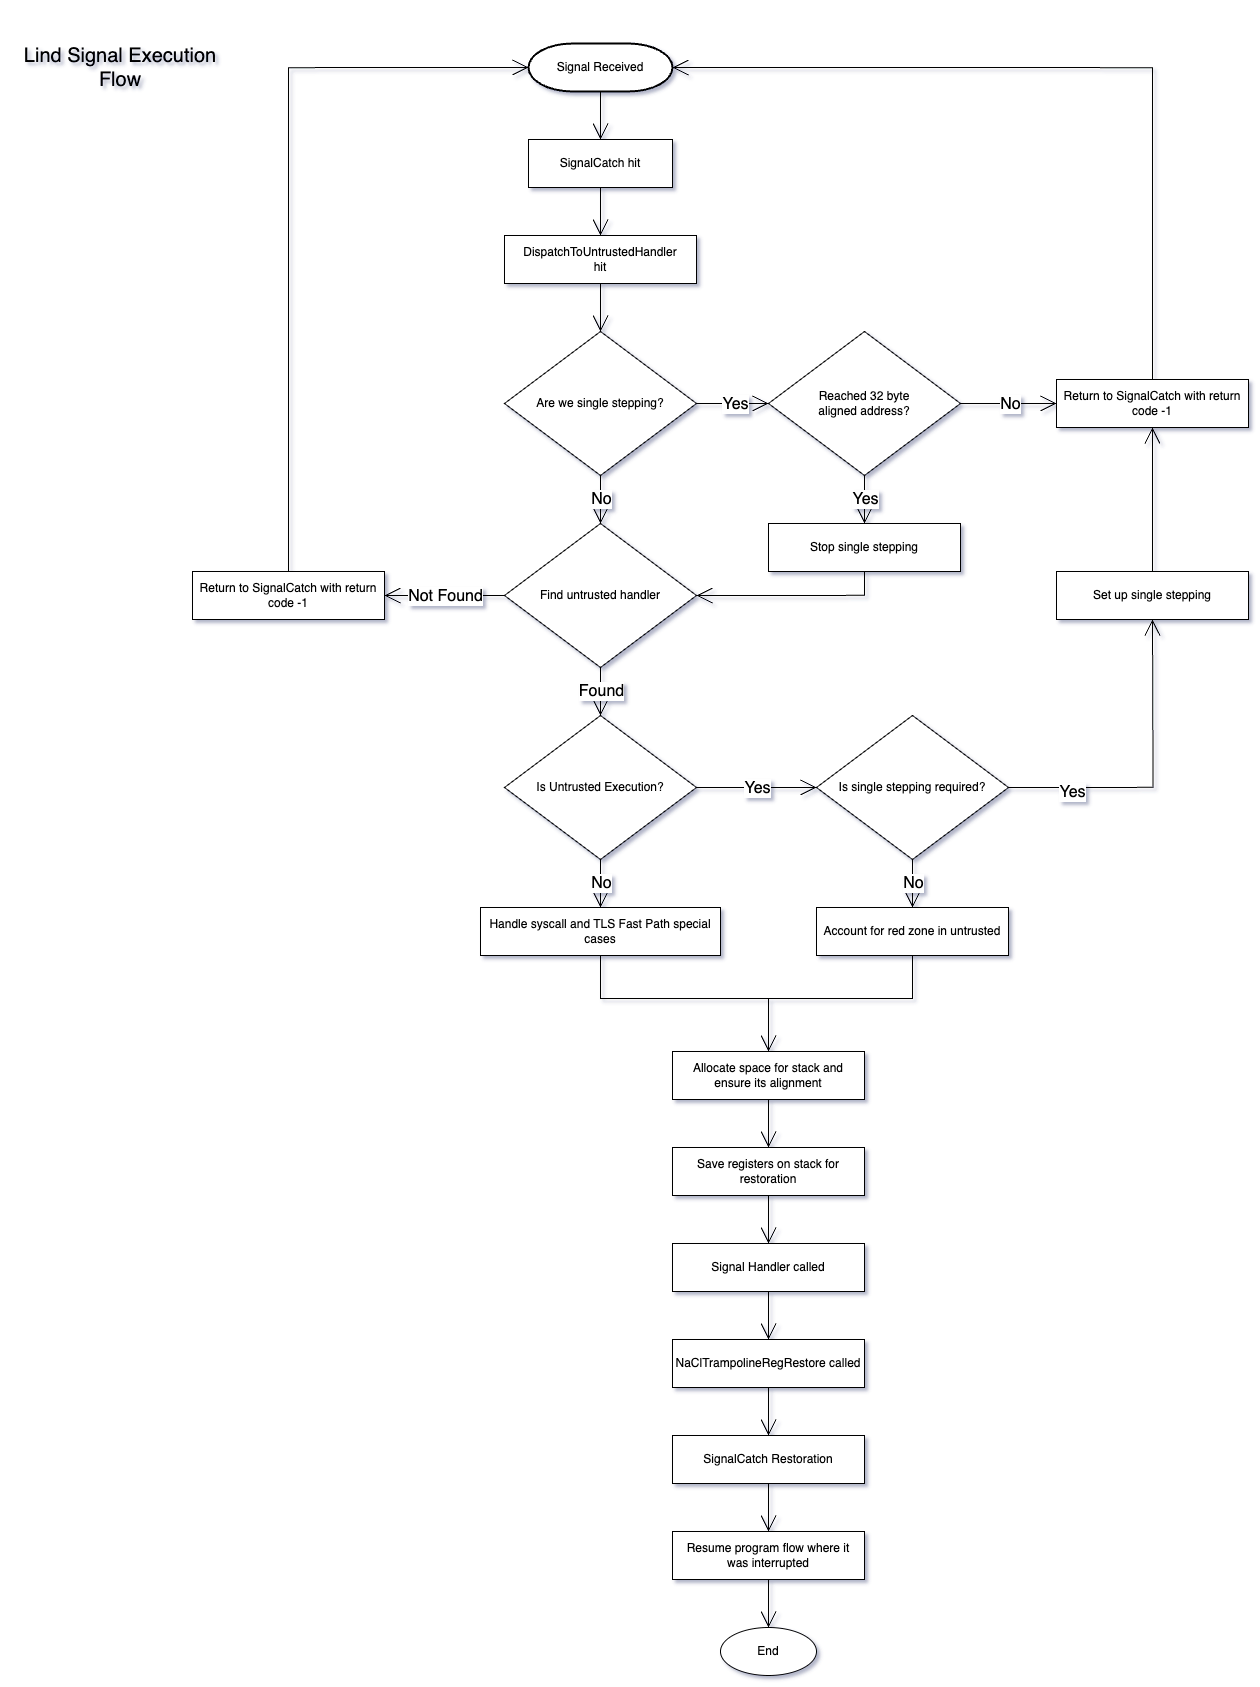 Lind Signal Execution
Flow
Signal Received
SignalCatch hit
DispatchToUntrustedHandler
hit
Are we single stepping?
Yes
Reached 32 byte
aligned address?
No
Return to SignalCatch with return
code -1
No
Yes
Stop single stepping
Return to SignalCatch with return
code -1
Not Found
Find untrusted handler
Set up single stepping
Found
Is Untrusted Execution?
Yes
Is single stepping required?
Yes
No
No
Handle syscall and TLS Fast Path special
cases
Account for red zone in untrusted
Allocate space for stack and
ensure its alignment
Save registers on stack for
restoration
Signal Handler called
NaClTrampolineRegRestore called
SignalCatch Restoration
Resume program flow where it
was interrupted
End